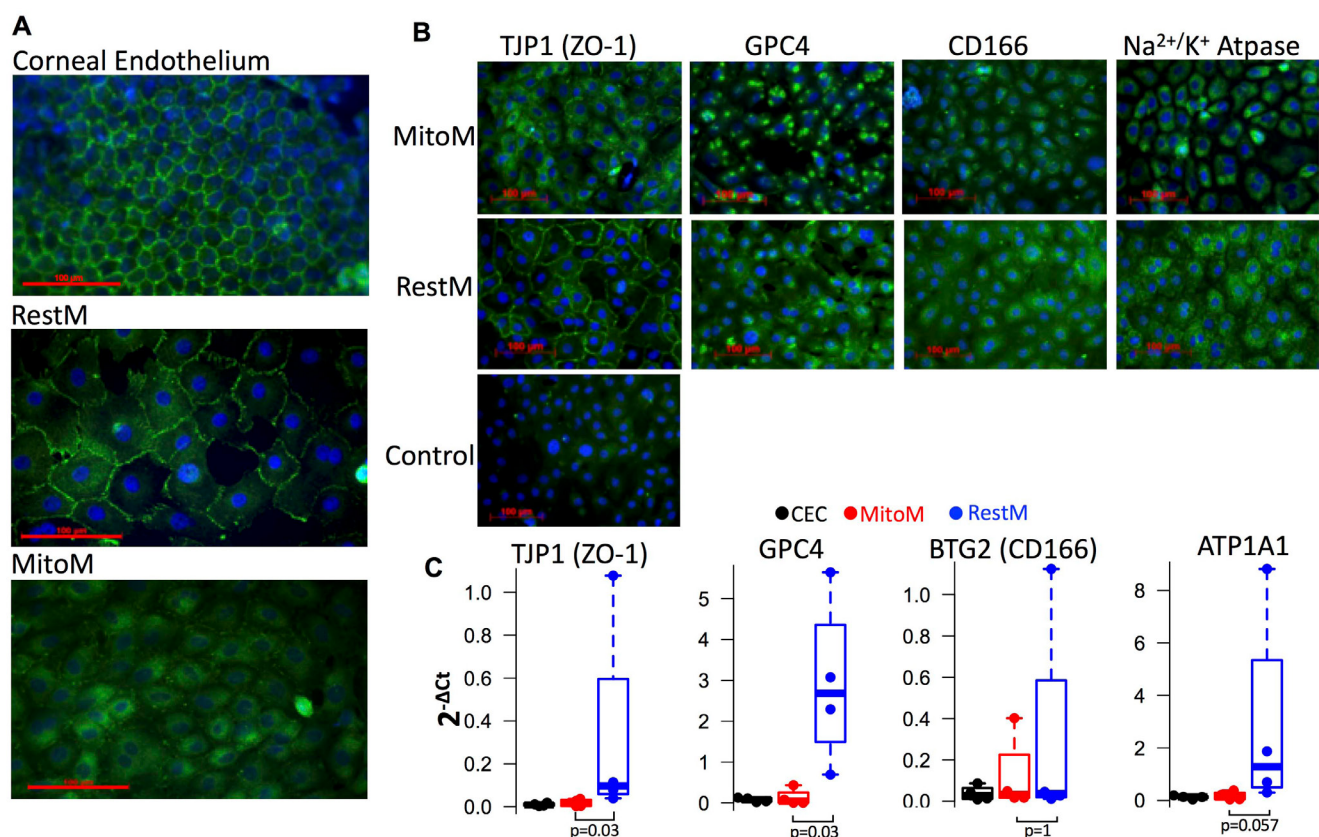 A
Corneal Endothelium
100 µm
RestM
100 µm
MitoM
100 µm
B
TJP1 (ZO-1) GPC4 CD166 Na²⁺/K⁺ Atpase
MitoM
100 µm 100 µm 100 µm 100 µm
RestM
100 µm 100 µm 100 µm 100 µm
Control
100 µm
CEC MitoM RestM
C
TJP1 (ZO-1) GPC4 BTG2 (CD166) ATP1A1
2^-ΔCt
1.0
0.8
0.6
0.4
0.2
0.0
p=0.03
5
4
3
2
1
0
p=0.03
1.0
0.8
0.6
0.4
0.2
0.0
p=1
8
6
4
2
0
p=0.057